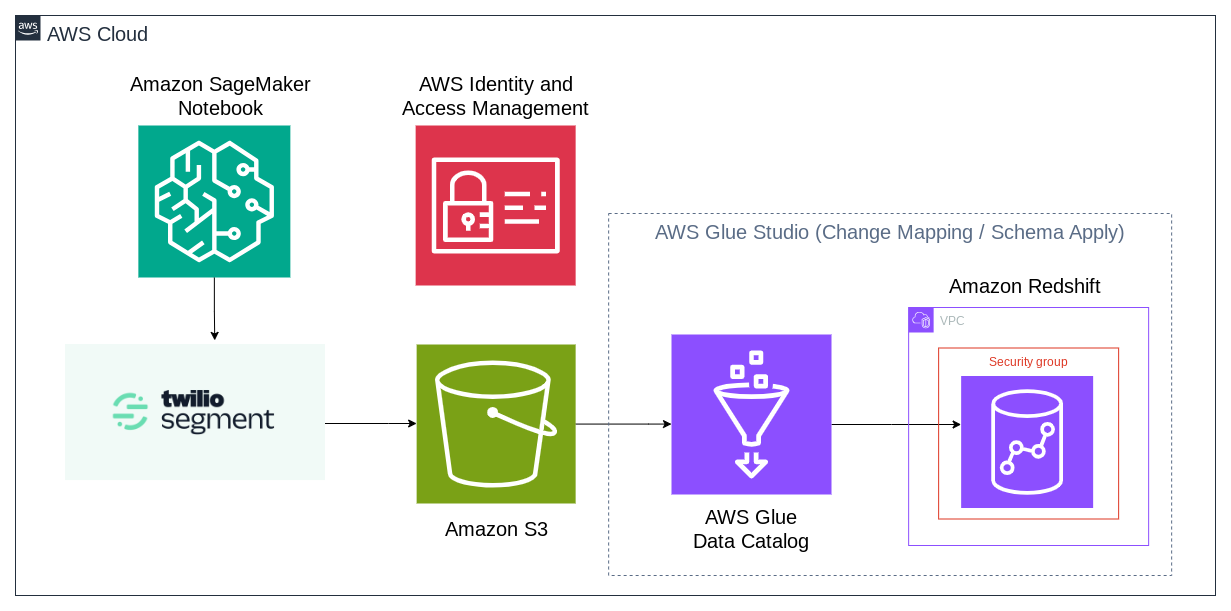 aws
AWS Cloud
Amazon SageMaker
Notebook
AWS Identity and
Access Management
AWS Glue Studio (Change Mapping / Schema Apply)
Amazon Redshift
VPC
Security group
twilio
segment
Amazon S3
AWS Glue
Data Catalog